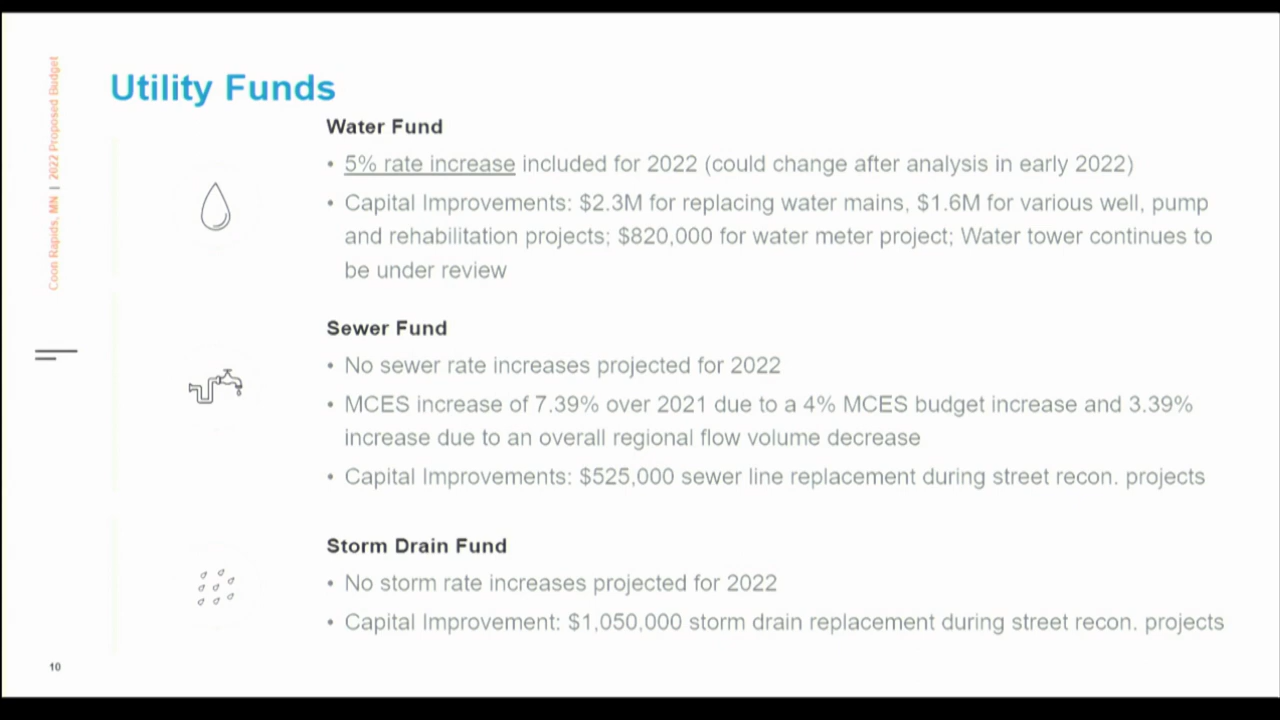 Coon Rapids, MN | 2022 Proposed Budget
Utility Funds
Water Fund
• 5% rate increase included for 2022 (could change after analysis in early 2022)
• Capital Improvements: $2.3M for replacing water mains, $1.6M for various well, pump
and rehabilitation projects; $820,000 for water meter project; Water tower continues to
be under review
Sewer Fund
• No sewer rate increases projected for 2022
• MCES increase of 7.39% over 2021 due to a 4% MCES budget increase and 3.39%
increase due to an overall regional flow volume decrease
• Capital Improvements: $525,000 sewer line replacement during street recon. projects
Storm Drain Fund
• No storm rate increases projected for 2022
• Capital Improvement: $1,050,000 storm drain replacement during street recon. projects
10